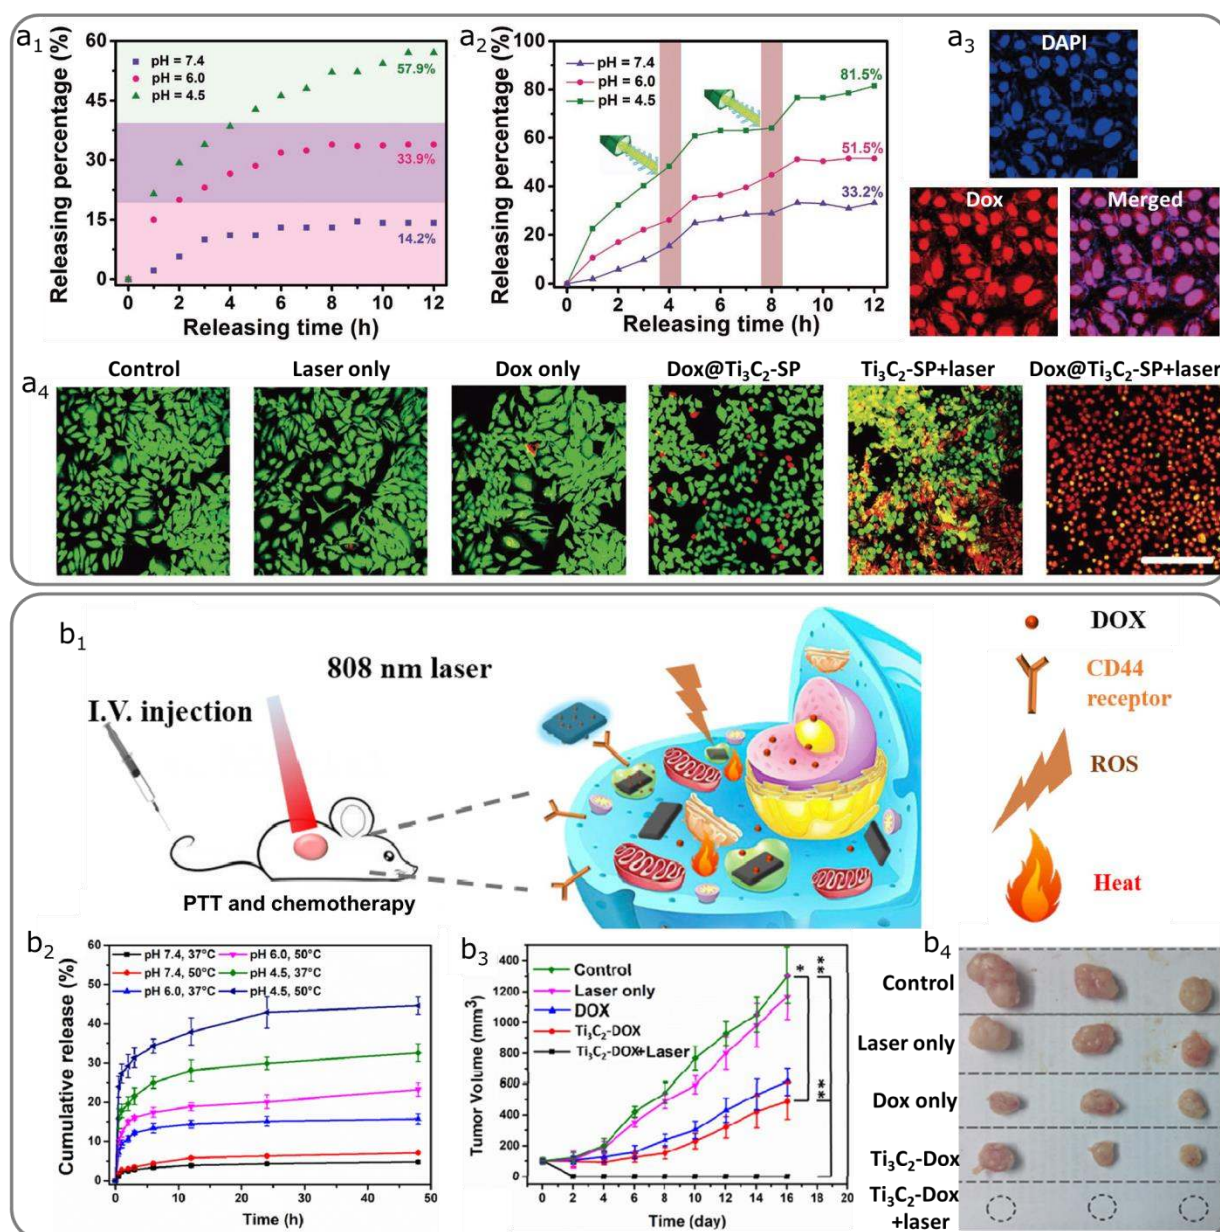 a1
Releasing percentage (%)
60
45
30
15
0
pH = 7.4
pH = 6.0
pH = 4.5
57.9%
33.9%
14.2%
0 2 4 6 8 10 12
Releasing time (h)
a2
Releasing percentage (%)
100
80
60
40
20
0
pH = 7.4
pH = 6.0
pH = 4.5
81.5%
51.5%
33.2%
0 2 4 6 8 10 12
Releasing time (h)
a3
DAPI
Dox
Merged
a4
Control
Laser only
Dox only
Dox@Ti₃C₂-SP
Ti₃C₂-SP+laser
Dox@Ti₃C₂-SP+laser
b1
808 nm laser
I.V. injection
PTT and chemotherapy
DOX
CD44
receptor
ROS
Heat
b2
Cumulative release (%)
60
50
40
30
20
10
0
pH 7.4, 37°C
pH 7.4, 50°C
pH 6.0, 37°C
pH 6.0, 50°C
pH 4.5, 37°C
pH 4.5, 50°C
0 10 20 30 40 50
Time (h)
b3
Tumor Volume (mm³)
1400
1300
1200
1000
800
600
400
200
0
Control
Laser only
DOX
Ti₃C₂-DOX
Ti₃C₂-DOX+Laser
*
**
**
0 2 4 6 8 10 12 14 16 18 20
Time (day)
b4
Control
Laser only
Dox only
Ti₃C₂-Dox
Ti₃C₂-Dox
+laser